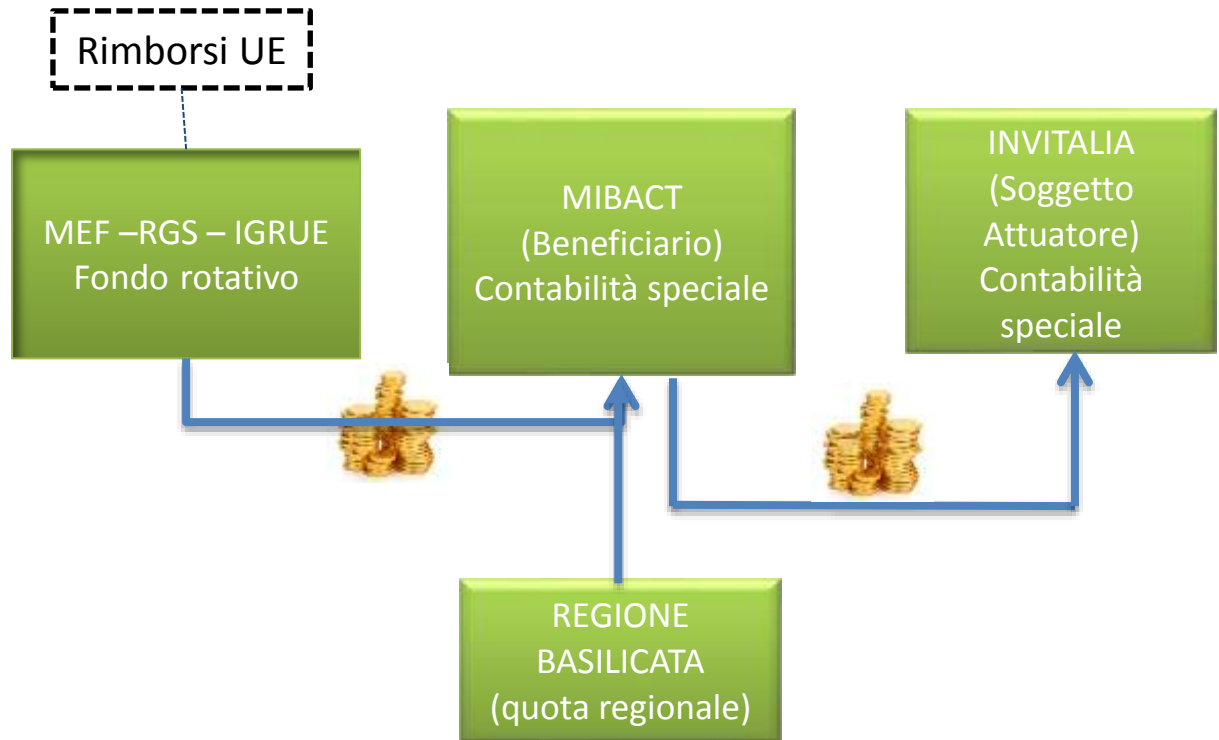 Rimborsi UE
MEF –RGS – IGRUE
Fondo rotativo
MIBACT
(Beneficiario)
Contabilità speciale
INVITALIA
(Soggetto
Attuatore)
Contabilità
speciale
REGIONE
BASILICATA
(quota regionale)